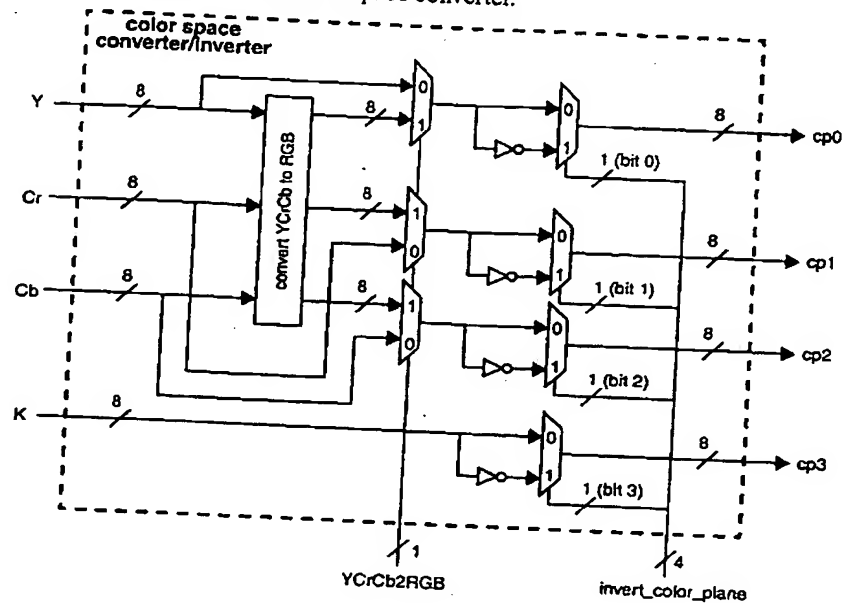 converter.
color space
converter/inverter
Y
8
8
0
1
0
1
8
cp0
1 (bit 0)
convert YCrCb to RGB
Cr
8
8
1
0
0
1
8
cp1
1 (bit 1)
Cb
8
8
1
0
0
1
8
cp2
1 (bit 2)
K
8
0
1
8
cp3
1 (bit 3)
1
YCrCb2RGB
4
invert_color_plane